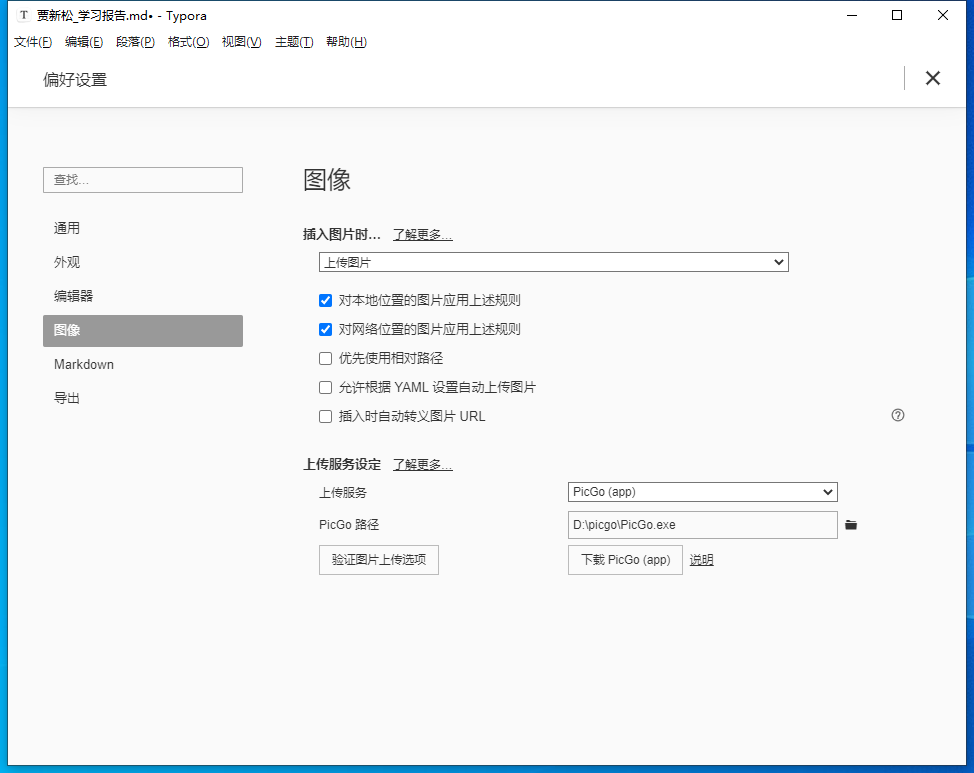 贾新松_学习报告.md• - Typora
文件(F) 编辑(E) 段落(P) 格式(O) 视图(V) 主题(T) 帮助(H)
偏好设置
查找...
通用
外观
编辑器
图像
Markdown
导出
图像
插入图片时... 了解更多...
上传图片
对本地位置的图片应用上述规则
对网络位置的图片应用上述规则
优先使用相对路径
允许根据 YAML 设置自动上传图片
插入时自动转义图片 URL
上传服务设定 了解更多...
上传服务 PicGo (app)
PicGo 路径 D:\picgo\PicGo.exe
验证图片上传选项 下载 PicGo (app) 说明